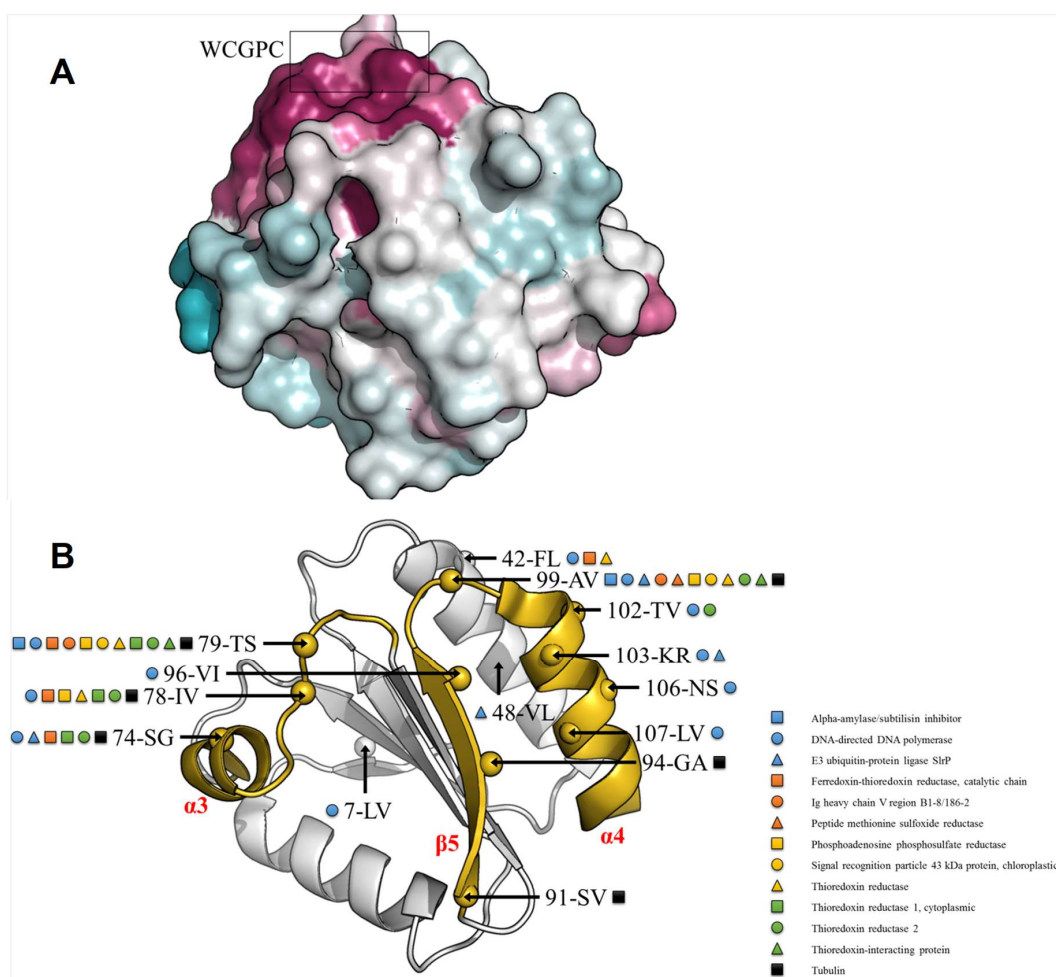 A
WCGPC
B
42-FL
99-AV
102-TV
79-TS
103-KR
96-VI
106-NS
78-IV
48-VL
74-SG
107-LV
94-GA
α3
7-LV
β5
α4
91-SV
Alpha-amylase/subtilisin inhibitor
DNA-directed DNA polymerase
E3 ubiquitin-protein ligase SlrP
Ferredoxin-thioredoxin reductase, catalytic chain
Ig heavy chain V region B1-8/186-2
Peptide methionine sulfoxide reductase
Phosphoadenosine phosphosulfate reductase
Signal recognition particle 43 kDa protein, chloroplastic
Thioredoxin reductase
Thioredoxin reductase 1, cytoplasmic
Thioredoxin reductase 2
Thioredoxin-interacting protein
Tubulin